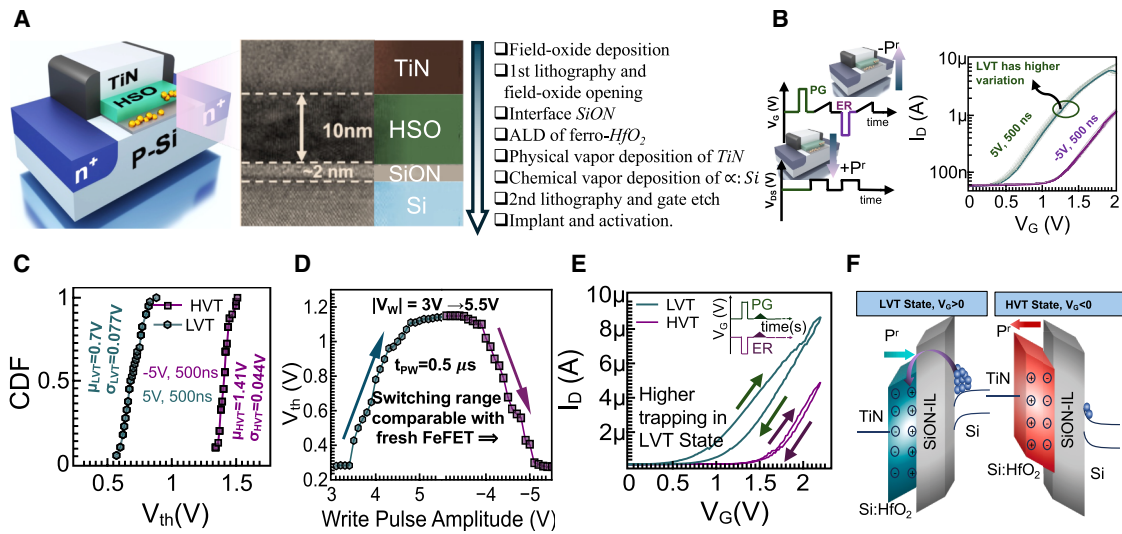 A
TiN
HSO
n+
P-Si
n+
10nm
~2 nm
TiN
HSO
SiON
Si
❑Field-oxide deposition
❑1st lithography and
field-oxide opening
❑Interface SiON
❑ALD of ferro-HfO2
❑Physical vapor deposition of TiN
❑Chemical vapor deposition of ∝: Si
❑2nd lithography and gate etch
❑Implant and activation.
B
-Pr
PG
ER
VG (V)
time
+Pr
VDS (V)
time
10µ
1µ
100n
ID (A)
LVT has higher
variation
5V, 500 ns
-5V, 500 ns
0
0.5
1
1.5
2
VG (V)
C
1
0.5
0
CDF
HVT
LVT
µLVT=0.7V
σLVT=0.077V
-5V, 500ns
5V, 500ns
µHVT=1.41V
σHVT=0.044V
0.5
1
1.5
Vth(V)
D
|VW| = 3V →5.5V
1.2
0.9
0.6
0.3
Vth (V)
tPW=0.5 µs
Switching range
comparable with
fresh FeFET ⟹
3
4
5
-4
-5
Write Pulse Amplitude (V)
E
10µ
8µ
6µ
4µ
2µ
ID (A)
LVT
HVT
VG (V)
PG
time(s)
ER
Higher
trapping in
LVT State
0
0.5
1
1.5
2
VG(V)
F
LVT State, VG>0
HVT State, VG<0
Pr
Pr
TiN
TiN
SiON-IL
SiON-IL
Si
Si
Si:HfO2
Si:HfO2